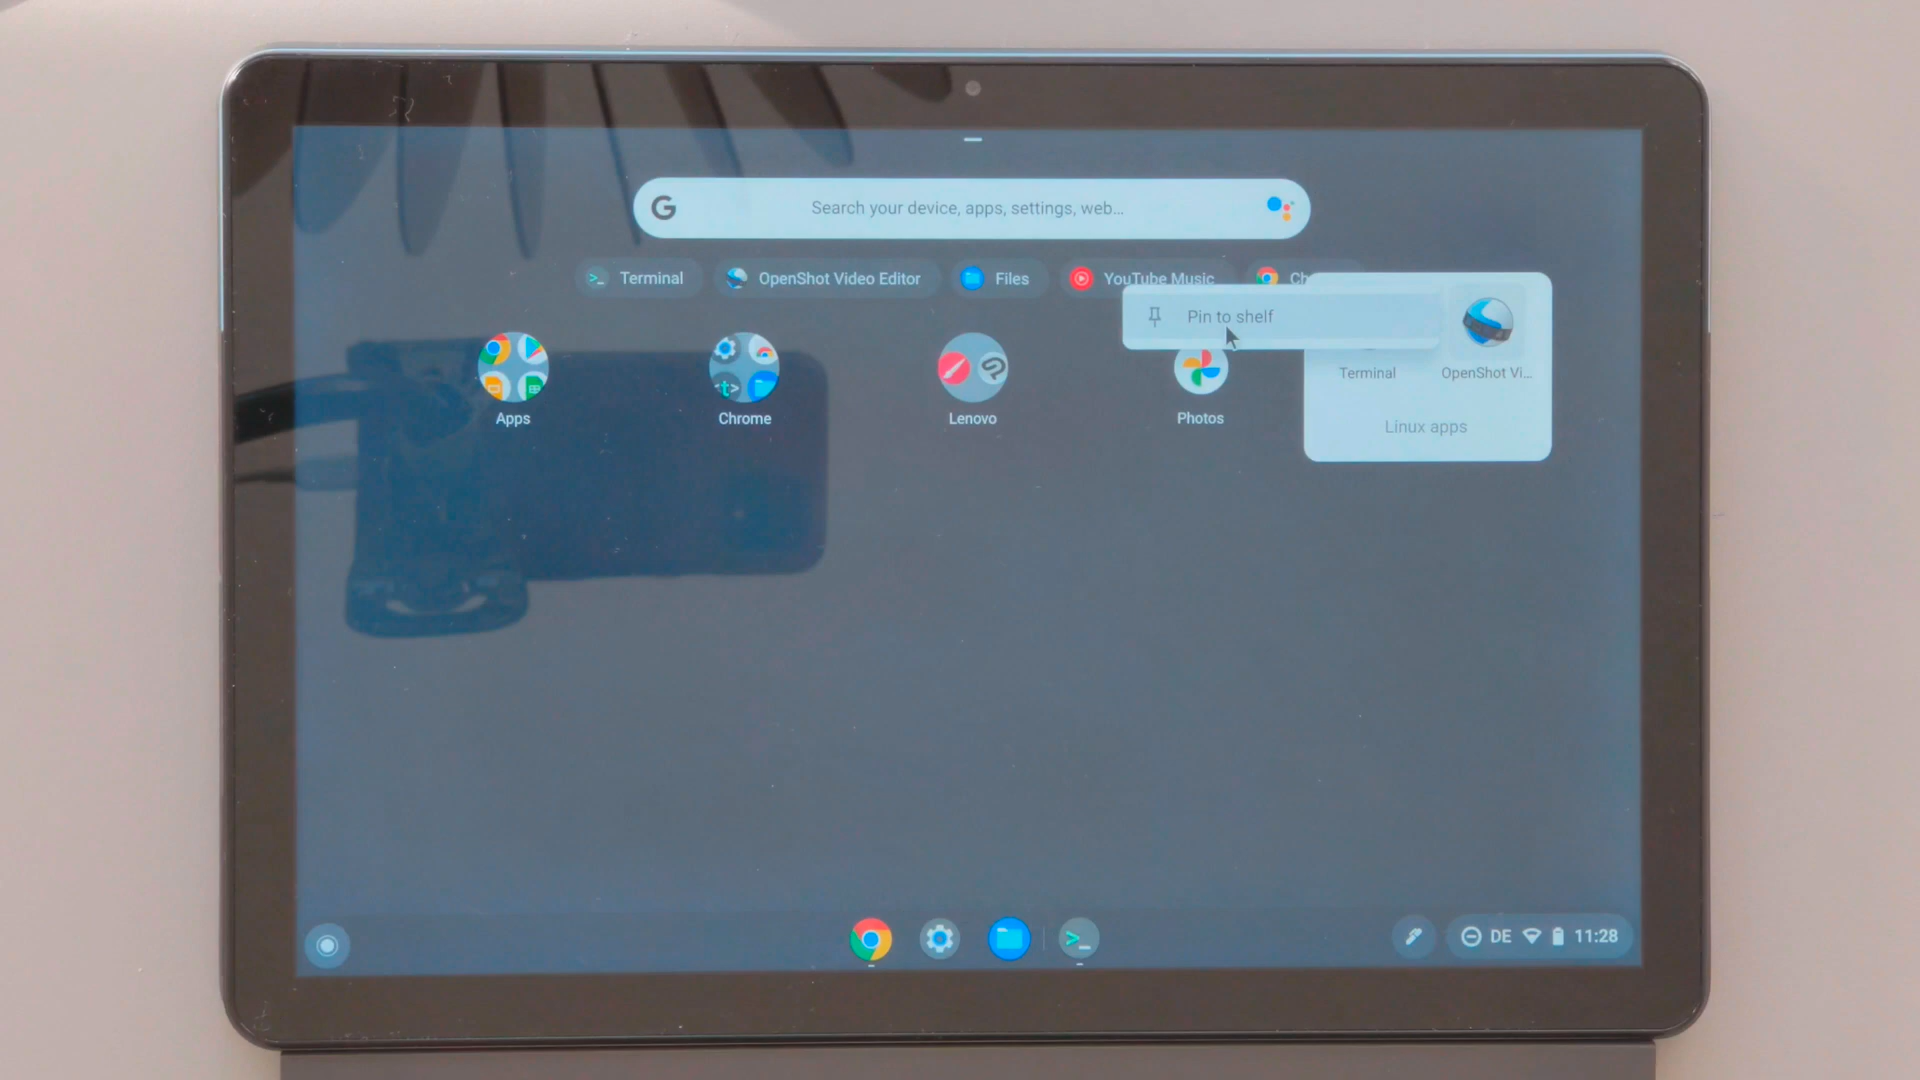 Search your device, apps, settings, web...
Terminal
OpenShot Video Editor
Files
YouTube Music
Ch
Pin to shelf
Terminal
OpenShot Vi...
Apps
Chrome
Lenovo
Photos
Linux apps
DE
11:28